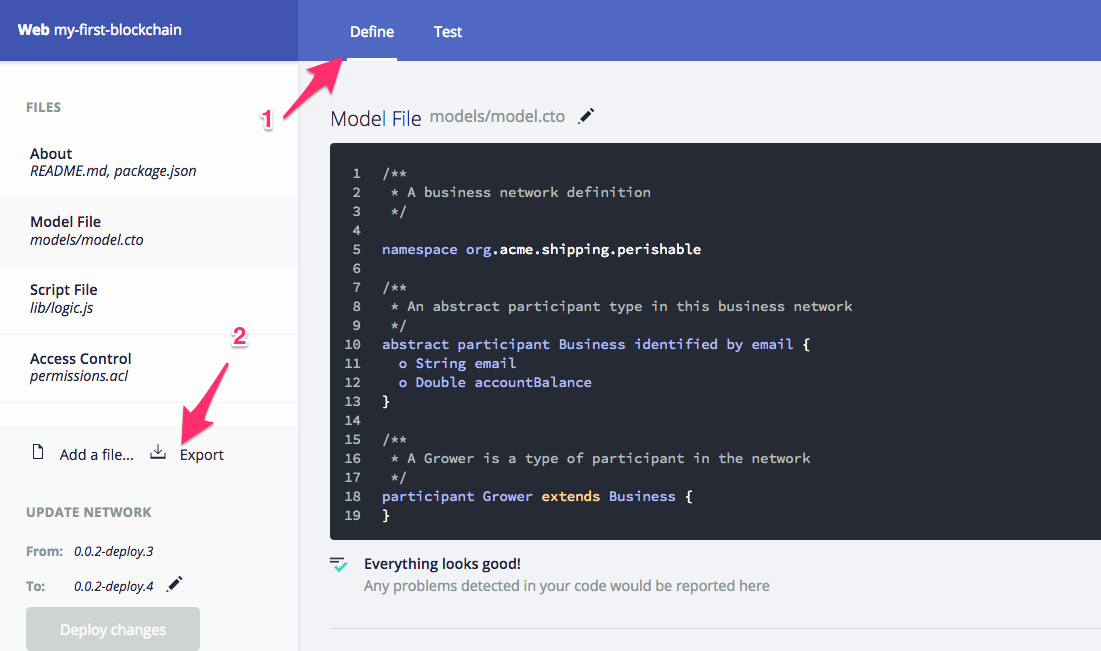 Web my-first-blockchain
Define
Test
1
FILES
About
README.md, package.json
Model File
models/model.cto
Script File
lib/logic.js
2
Access Control
permissions.acl
Add a file...
Export
UPDATE NETWORK
From: 0.0.2-deploy.3
To: 0.0.2-deploy.4
Deploy changes
Model File models/model.cto
1 /**
2  * A business network definition
3  */
4
5 namespace org.acme.shipping.perishable
6
7 /**
8  * An abstract participant type in this business network
9  */
10 abstract participant Business identified by email {
11   o String email
12   o Double accountBalance
13 }
14
15 /**
16  * A Grower is a type of participant in the network
17  */
18 participant Grower extends Business {
19 }
Everything looks good!
Any problems detected in your code would be reported here